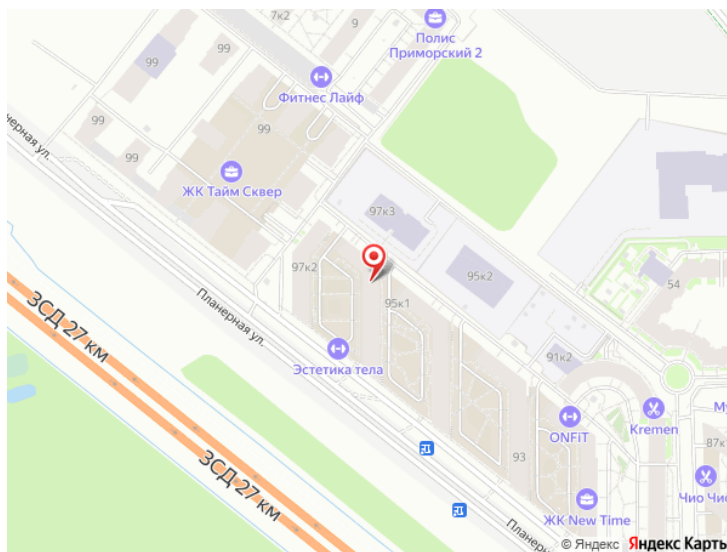 7к2
9
Полис
Приморский 2
99
99
Фитнес Лайф
99
99
99
Планерная ул.
ЖК Тайм Сквер
97к3
97к2
95к2
54
Планерная ул.
95к1
ЗСД 27 км
91к2
Эстетика тела
ONFiT
Kremen
Му
87к
93
ЗСД 27 км
Чио Чио
ЖК New Time
Планерн
© Яндекс Яндекс Карты